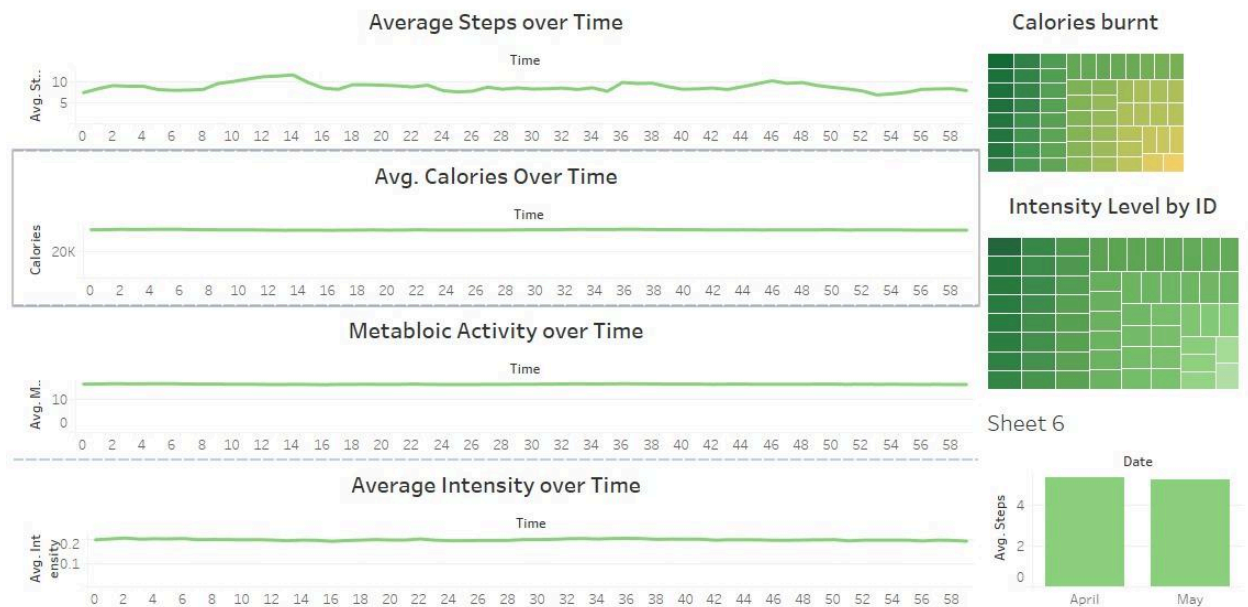 Average Steps over Time
Time
Avg. St..
10
5
0 2 4 6 8 10 12 14 16 18 20 22 24 26 28 30 32 34 36 38 40 42 44 46 48 50 52 54 56 58
Avg. Calories Over Time
Time
Calories
20K
0 2 4 6 8 10 12 14 16 18 20 22 24 26 28 30 32 34 36 38 40 42 44 46 48 50 52 54 56 58
Metabloic Activity over Time
Time
Avg. M..
10
0
0 2 4 6 8 10 12 14 16 18 20 22 24 26 28 30 32 34 36 38 40 42 44 46 48 50 52 54 56 58
Average Intensity over Time
Time
Avg. Int
ensity
0.2
0.1
0 2 4 6 8 10 12 14 16 18 20 22 24 26 28 30 32 34 36 38 40 42 44 46 48 50 52 54 56 58
Calories burnt
Intensity Level by ID
Sheet 6
Date
Avg. Steps
4
2
0
April May